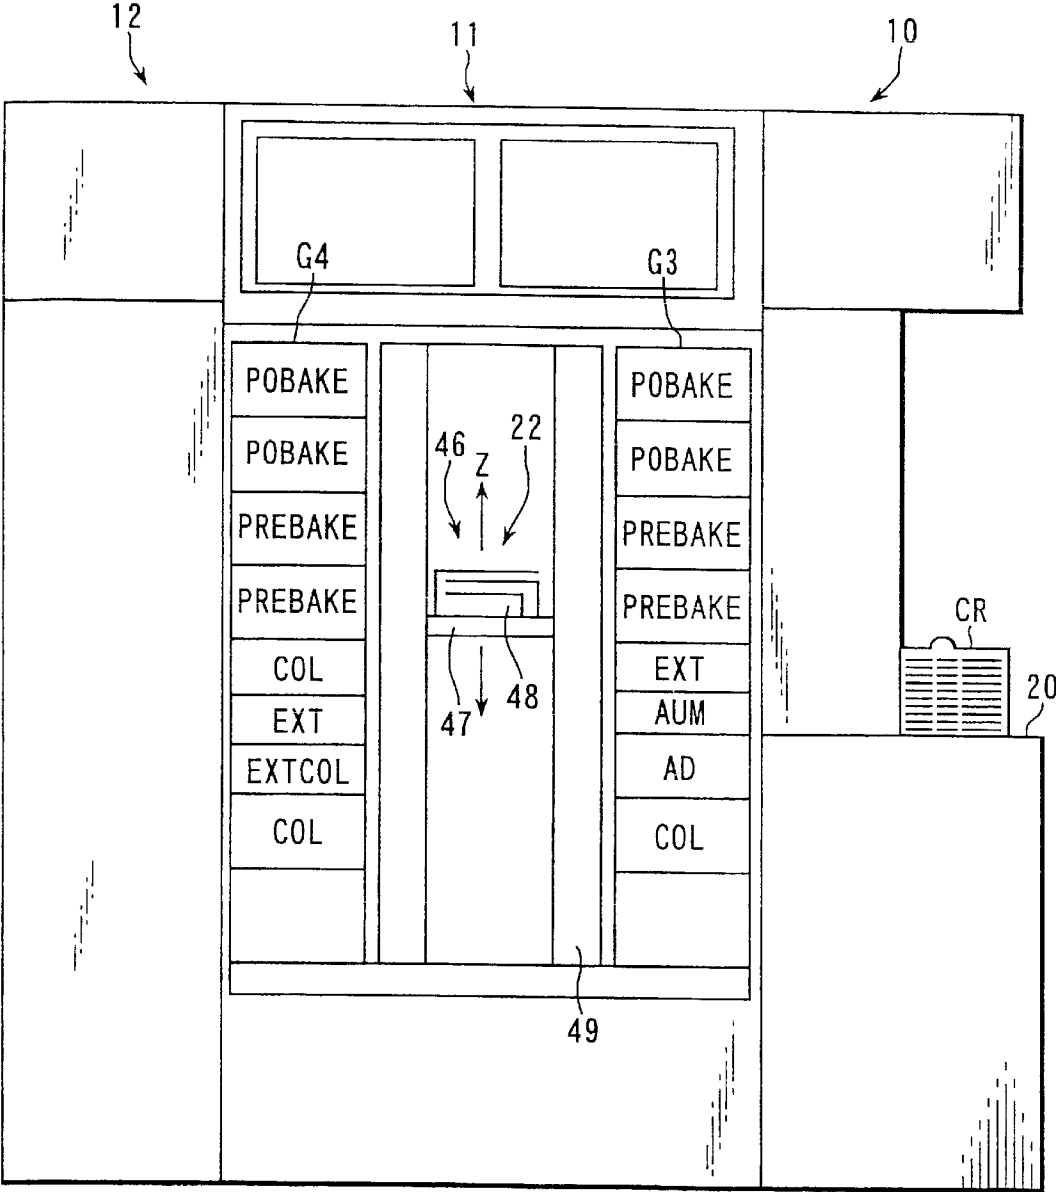 12
11
10
G4
G3
POBAKE
POBAKE
PREBAKE
PREBAKE
COL
EXT
EXTCOL
COL
46
Z
22
47
48
49
POBAKE
POBAKE
PREBAKE
PREBAKE
EXT
AUM
AD
COL
CR
20